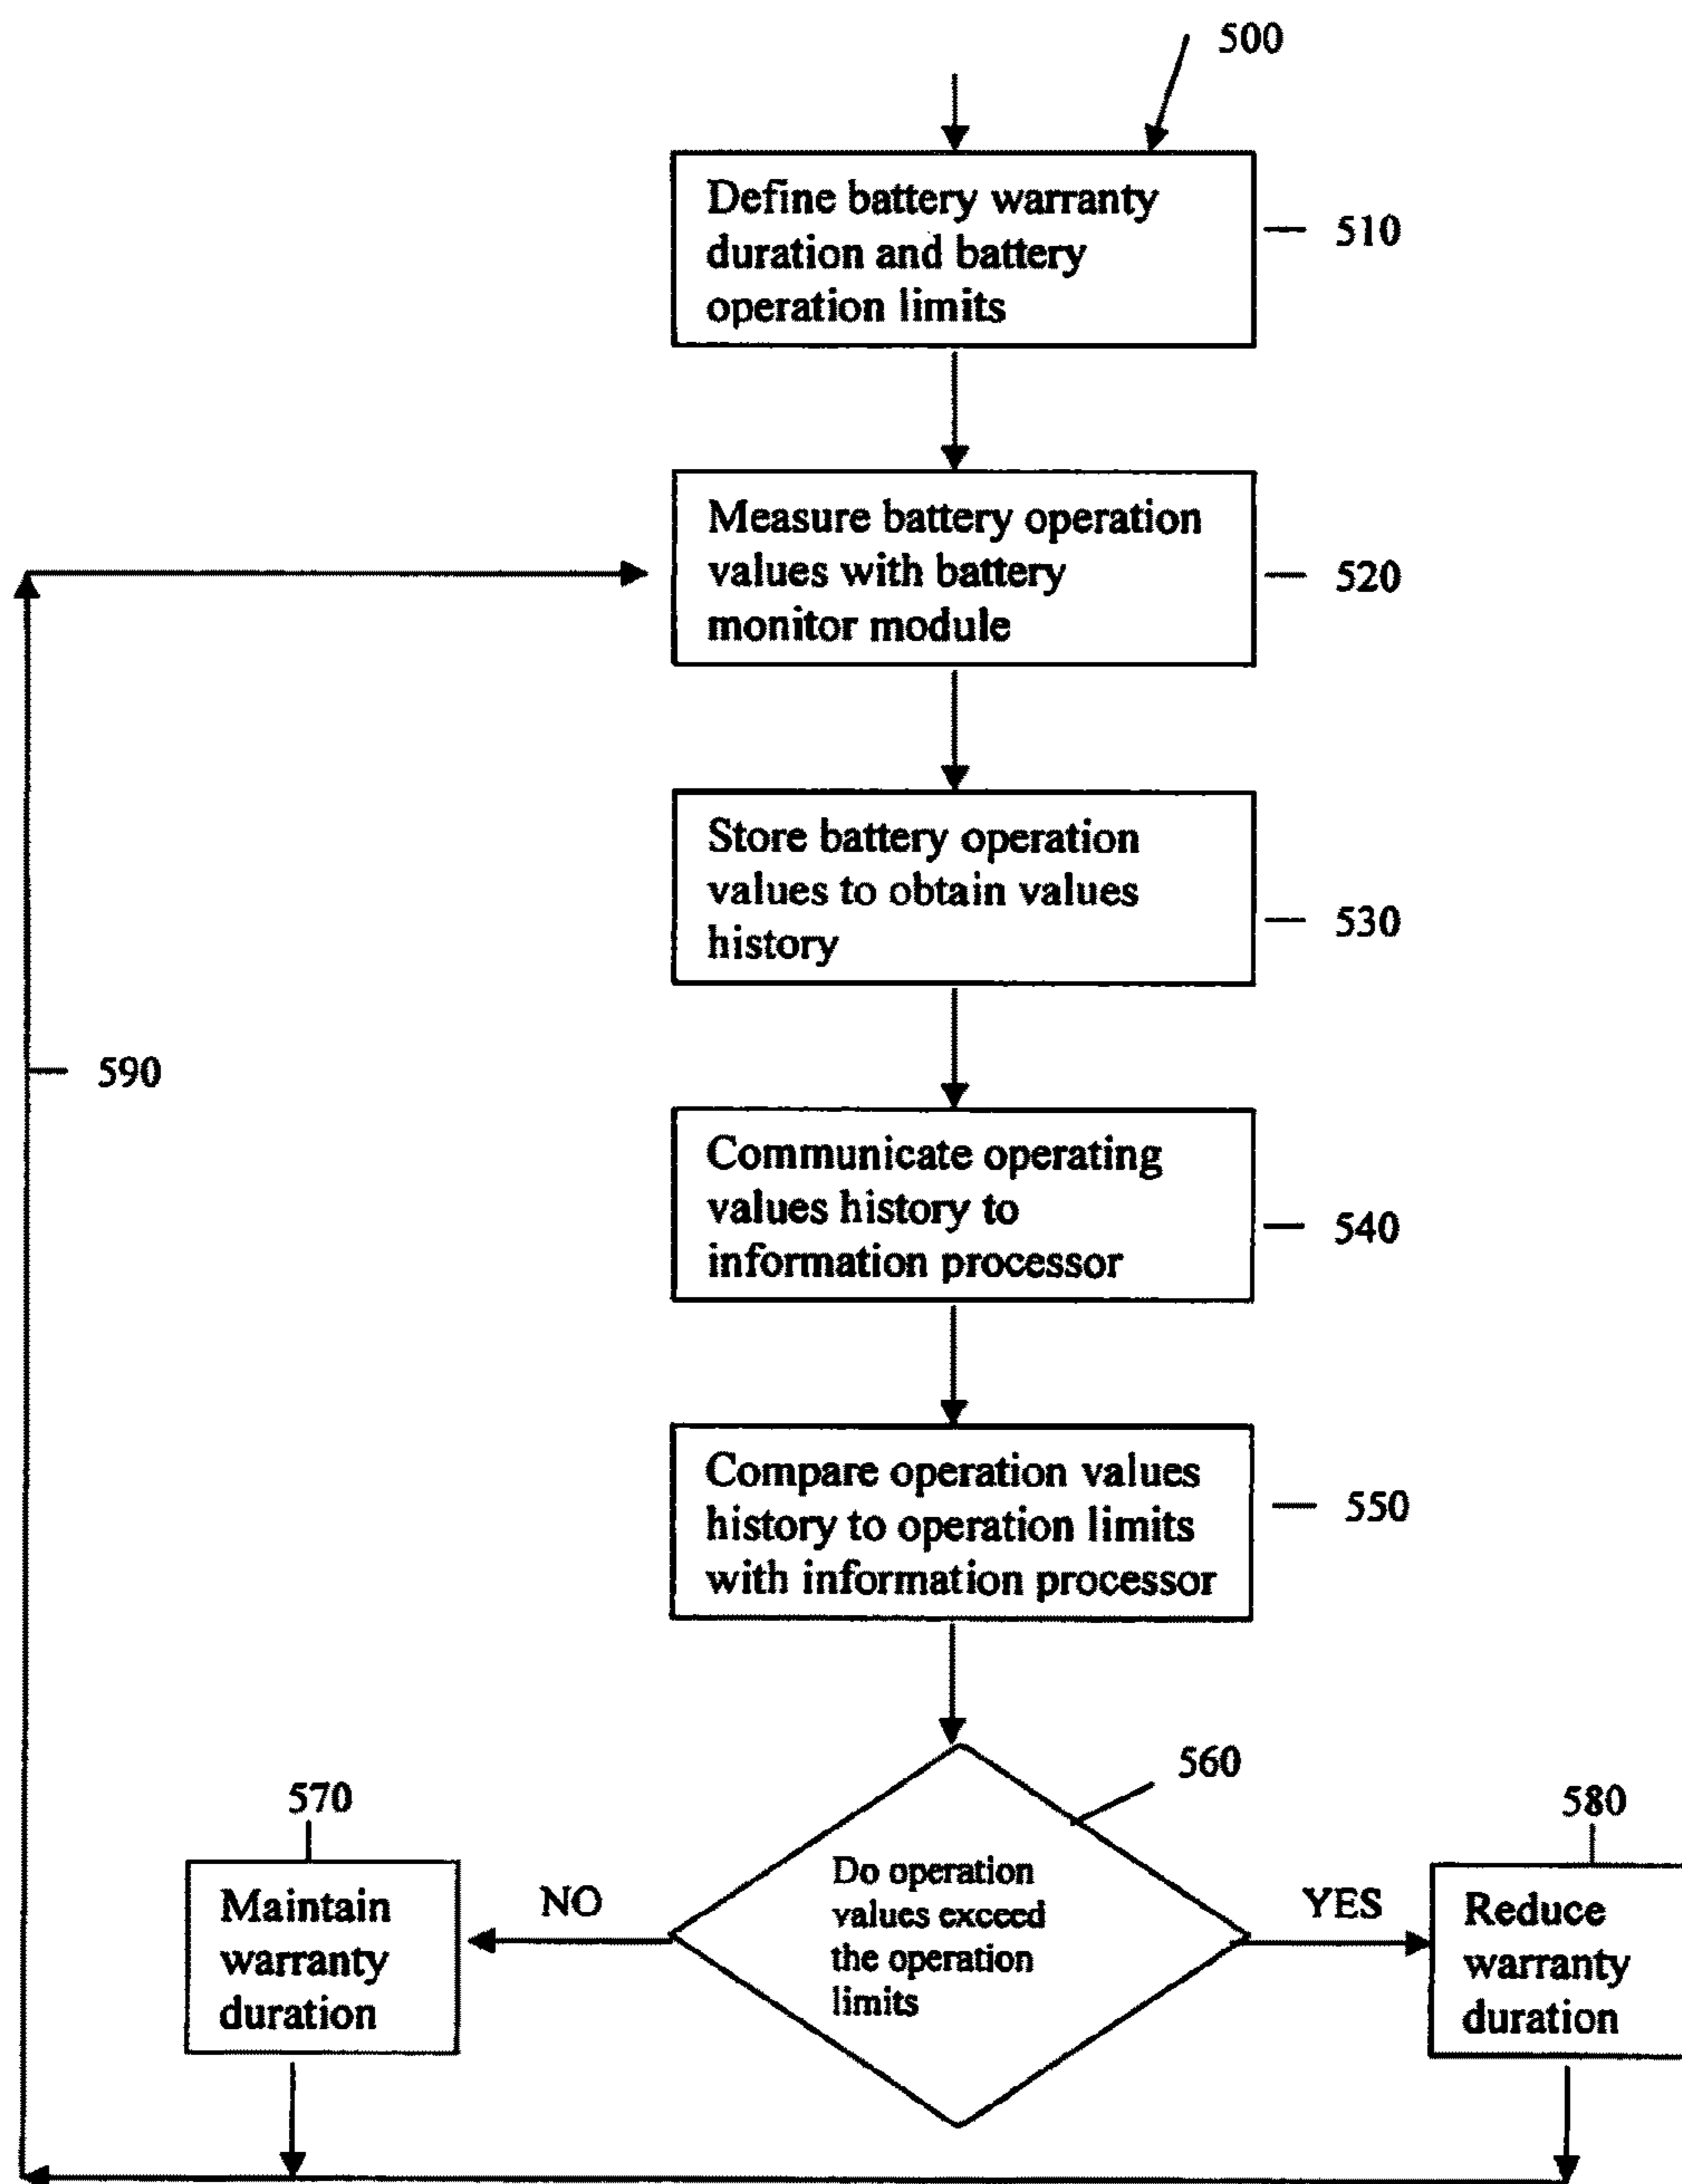 500
Define battery warranty
duration and battery
operation limits
510
Measure battery operation
values with battery
monitor module
520
Store battery operation
values to obtain values
history
530
590
Communicate operating
values history to
information processor
540
Compare operation values
history to operation limits
with information processor
550
560
570
580
Do operation
values exceed
the operation
limits
NO
YES
Maintain
warranty
duration
Reduce
warranty
duration